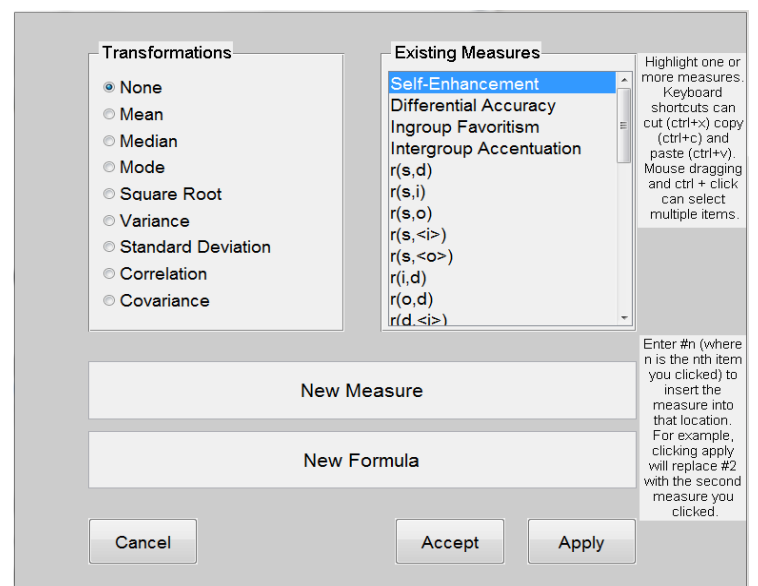 Transformations
None
Mean
Median
Mode
Square Root
Variance
Standard Deviation
Correlation
Covariance
Existing Measures
Self-Enhancement
Differential Accuracy
Ingroup Favoritism
Intergroup Accentuation
r(s,d)
r(s,i)
r(s,o)
r(s,<i>)
r(s,<o>)
r(i,d)
r(o,d)
r(d,<i>)
Highlight one or
more measures.
Keyboard
shortcuts can
cut (ctrl+x) copy
(ctrl+c) and
paste (ctrl+v).
Mouse dragging
and ctrl + click
can select
multiple items.
New Measure
New Formula
Enter #n (where
n is the nth item
you clicked) to
insert the
measure into
that location.
For example,
clicking apply
will replace #2
with the second
measure you
clicked.
Cancel
Accept
Apply